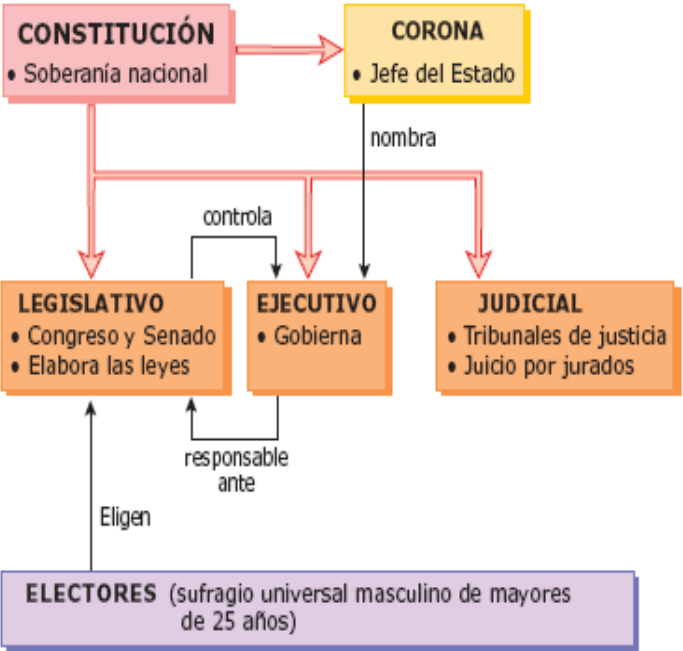 CONSTITUCIÓN
• Soberanía nacional
CORONA
• Jefe del Estado
nombra
controla
LEGISLATIVO
• Congreso y Senado
• Elabora las leyes
EJECUTIVO
• Gobierna
JUDICIAL
• Tribunales de justicia
• Juicio por jurados
responsable
ante
Eligen
ELECTORES (sufragio universal masculino de mayores
de 25 años)